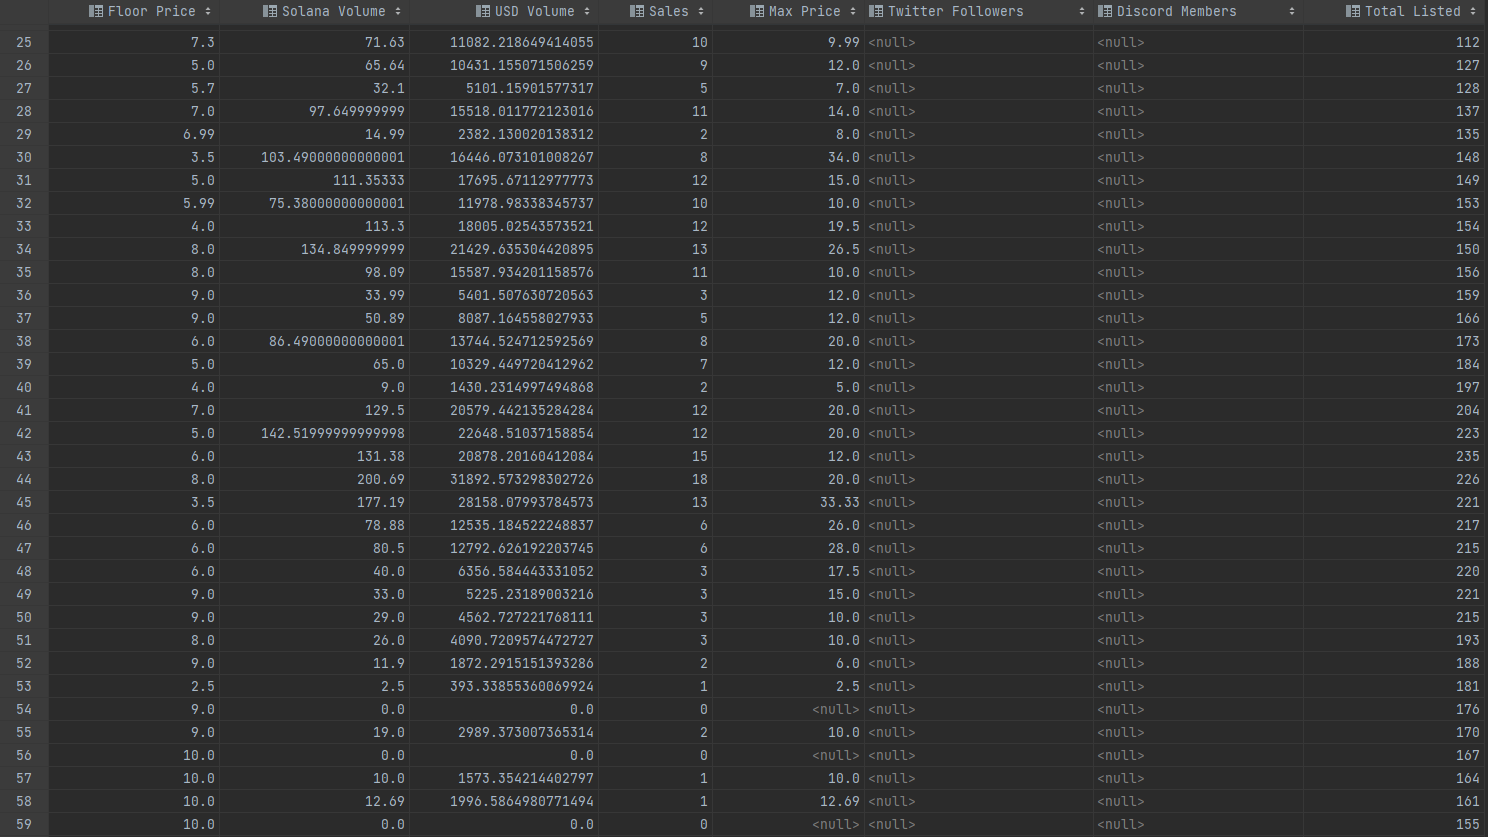 Floor Price Solana Volume USD Volume Sales Max Price Twitter Followers Discord Members Total Listed
25 7.3 71.63 11082.218649414055 10 9.99 <null> <null> 112
26 5.0 65.64 10431.155071506259 9 12.0 <null> <null> 127
27 5.7 32.1 5101.15901577317 5 7.0 <null> <null> 128
28 7.0 97.649999999 15518.011772123016 11 14.0 <null> <null> 137
29 6.99 14.99 2382.130020138312 2 8.0 <null> <null> 135
30 3.5 103.49000000000001 16446.073101008267 8 34.0 <null> <null> 148
31 5.0 111.35333 17695.67112977773 12 15.0 <null> <null> 149
32 5.99 75.38000000000001 11978.98338345737 10 10.0 <null> <null> 153
33 4.0 113.3 18005.02543573521 12 19.5 <null> <null> 154
34 8.0 134.849999999 21429.635304420895 13 26.5 <null> <null> 150
35 8.0 98.09 15587.934201158576 11 10.0 <null> <null> 156
36 9.0 33.99 5401.507630720563 3 12.0 <null> <null> 159
37 9.0 50.89 8087.164558027933 5 12.0 <null> <null> 166
38 6.0 86.49000000000001 13744.524712592569 8 20.0 <null> <null> 173
39 5.0 65.0 10329.449720412962 7 12.0 <null> <null> 184
40 4.0 9.0 1430.2314997494868 2 5.0 <null> <null> 197
41 7.0 129.5 20579.442135284284 12 20.0 <null> <null> 204
42 5.0 142.51999999999998 22648.51037158854 12 20.0 <null> <null> 223
43 6.0 131.38 20878.20160412084 15 12.0 <null> <null> 235
44 8.0 200.69 31892.573298302726 18 20.0 <null> <null> 226
45 3.5 177.19 28158.07993784573 13 33.33 <null> <null> 221
46 6.0 78.88 12535.184522248837 6 26.0 <null> <null> 217
47 6.0 80.5 12792.626192203745 6 28.0 <null> <null> 215
48 6.0 40.0 6356.584443331052 3 17.5 <null> <null> 220
49 9.0 33.0 5225.23189003216 3 15.0 <null> <null> 221
50 9.0 29.0 4562.727221768111 3 10.0 <null> <null> 215
51 8.0 26.0 4090.7209574472727 3 10.0 <null> <null> 193
52 9.0 11.9 1872.2915151393286 2 6.0 <null> <null> 188
53 2.5 2.5 393.33855360069924 1 2.5 <null> <null> 181
54 9.0 0.0 0.0 0 <null> <null> <null> 176
55 9.0 19.0 2989.373007365314 2 10.0 <null> <null> 170
56 10.0 0.0 0.0 0 <null> <null> <null> 167
57 10.0 10.0 1573.354214402797 1 10.0 <null> <null> 164
58 10.0 12.69 1996.5864980771494 1 12.69 <null> <null> 161
59 10.0 0.0 0.0 0 <null> <null> <null> 155